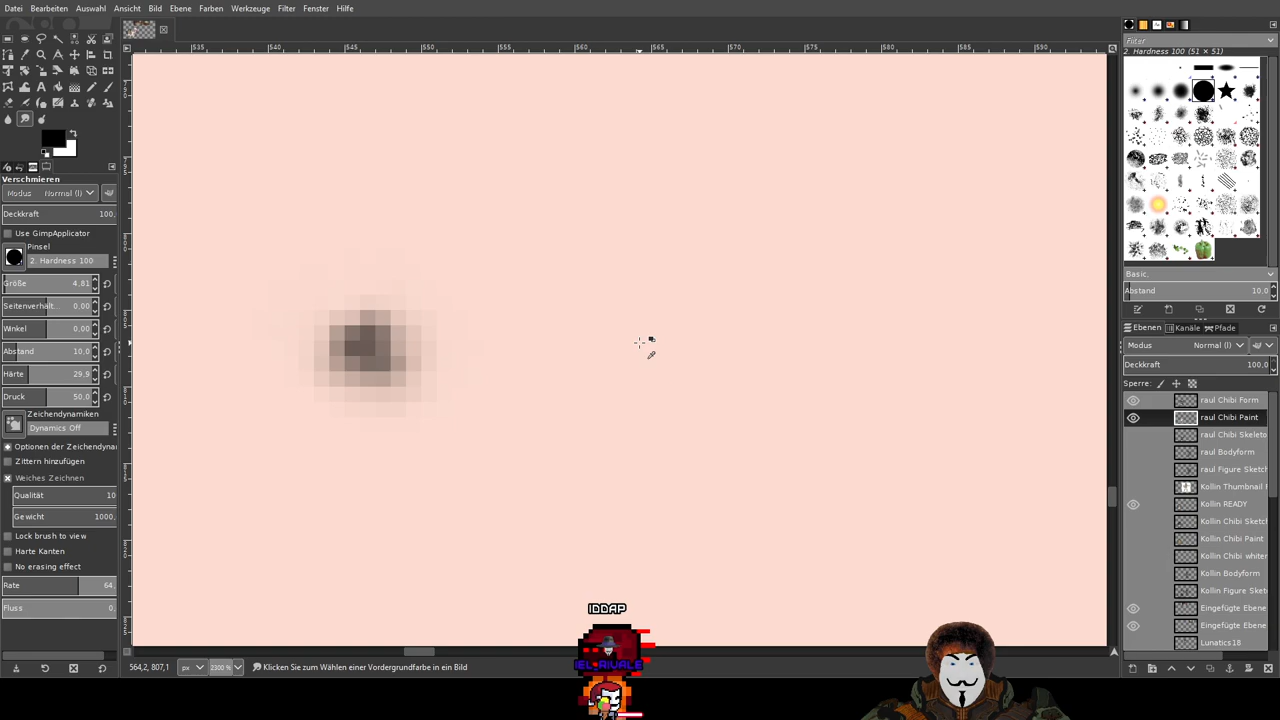 Datei Bearbeiten Auswahl Ansicht Bild Ebene Farben Werkzeuge Filter Fenster Hilfe
535 540 545 550 555 560 565 570 575 580 585 590
Filter
2. Hardness 100 (51 × 51)
Verschmieren
Modus Normal (l)
Deckkraft 100,
Use GimpApplicator
Pinsel
2. Hardness 100
Größe 4,81
Seitenverhält... 0,00
Winkel 0,00
Abstand 10,0
Härte 29,9
Druck 50,0
Zeichendynamiken
Dynamics Off
Optionen der Zeichendyna
Zittern hinzufügen
Weiches Zeichnen
Qualität 10
Gewicht 1000,
Lock brush to view
Harte Kanten
No erasing effect
Rate 64,
Fluss 0,
Basic,
Abstand 10,0
Ebenen Kanäle Pfade
Modus Normal (l)
Deckkraft 100,0
Sperre:
raul Chibi Form
raul Chibi Paint
raul Chibi Skeleto
raul Bodyform
raul Figure Sketch
Kollin Thumbnail
Kollin READY
Kollin Chibi Sketc
Kollin Chibi Paint
Kollin Chibi whiter
Kollin Bodyform
Kollin Figure Sket
Eingefügte Ebene
Eingefügte Ebene
Lunatics18
564,2, 807,1 px 2300 % Klicken Sie zum Wählen einer Vordergrundfarbe in ein Bild
IDDAP
EL RIVALE